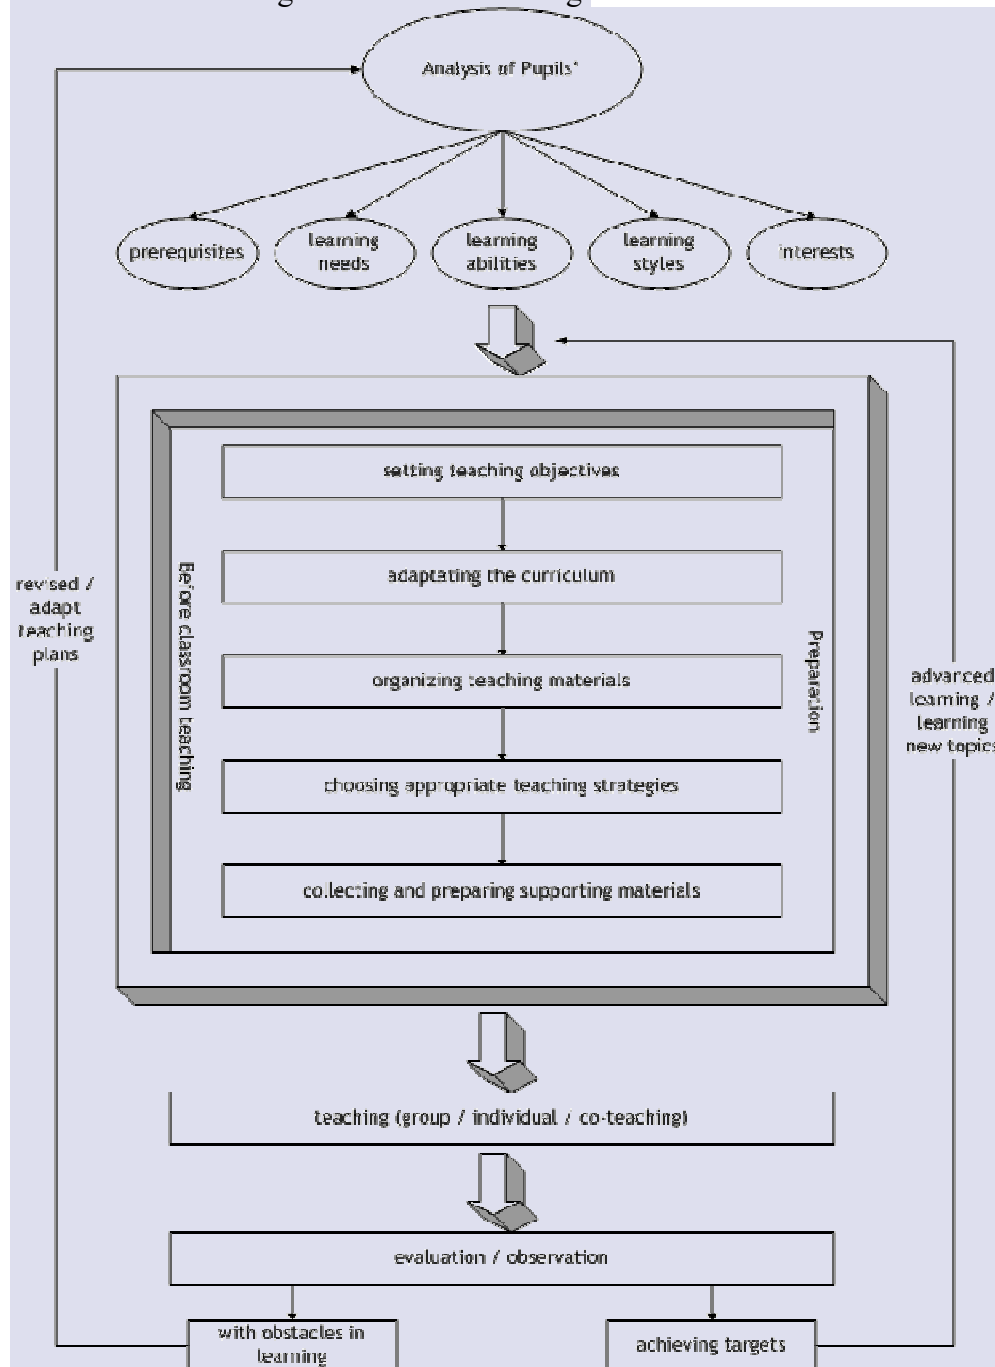 Analysis of Pupils'
prerequisites
learning
needs
learning
abilities
learning
styles
interests
setting teaching objectives
adaptating the curriculum
organizing teaching materials
choosing appropriate teaching strategies
collecting and preparing supporting materials
Before classroom teaching
Preparation
revised /
adapt
teaching
plans
advanced
learning /
learning
new topics
teaching (group / individual / co-teaching)
evaluation / observation
with obstacles in
learning
achieving targets